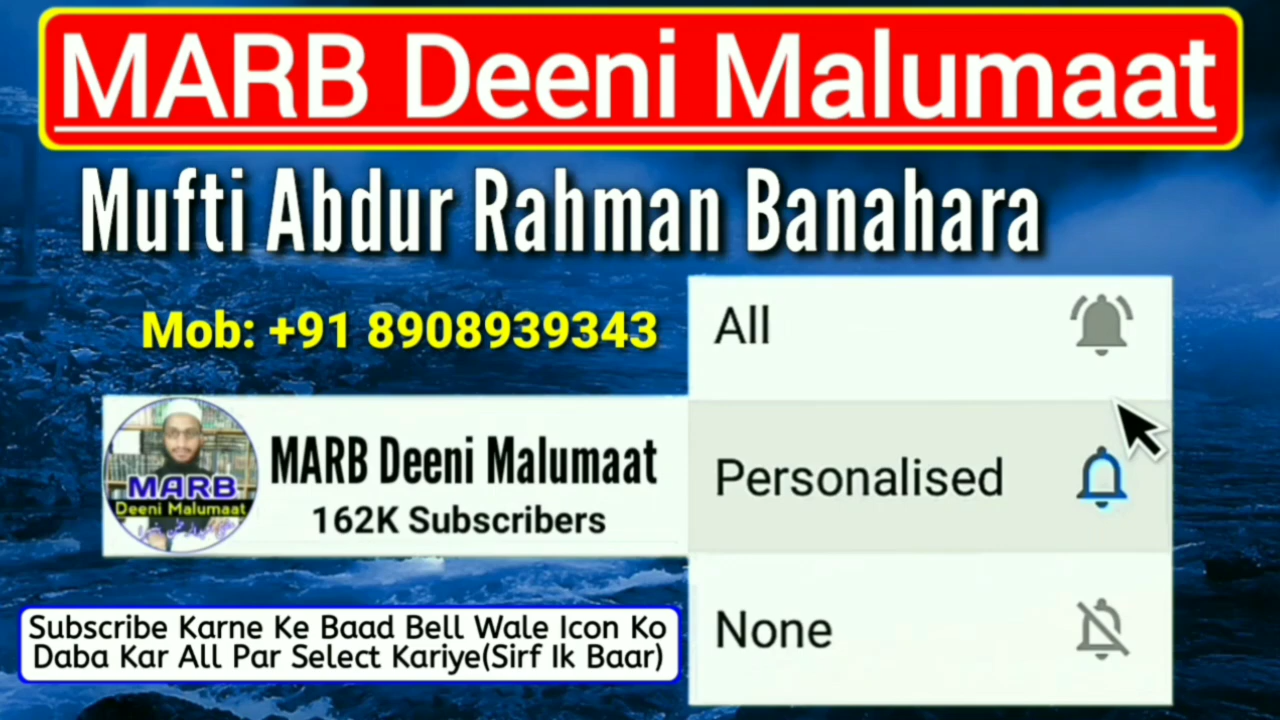 MARB Deeni Malumaat
Mufti Abdur Rahman Banahara
Mob: +91 8908939343
MARB Deeni Malumaat
162K Subscribers
MARB
Deeni Malumaat
All
Personalised
None
Subscribe Karne Ke Baad Bell Wale Icon Ko
Daba Kar All Par Select Kariye(Sirf Ik Baar)